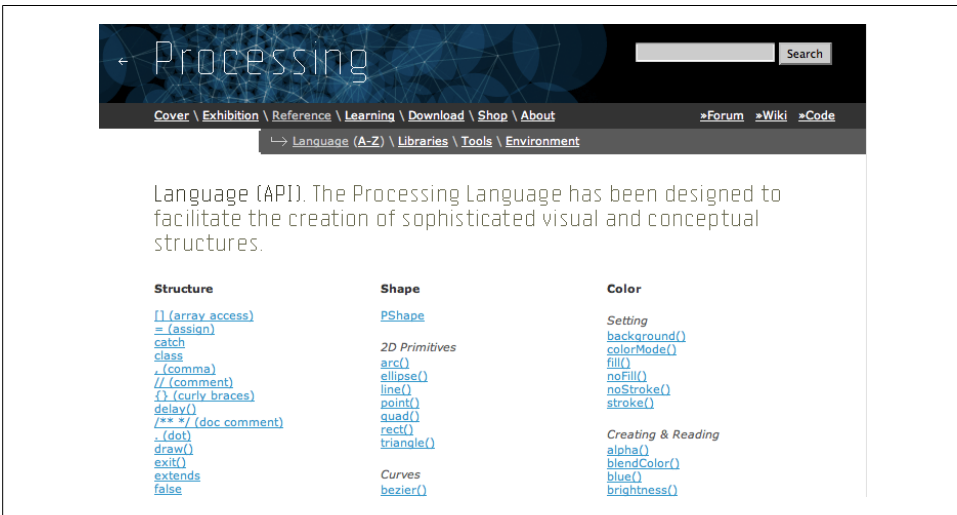 ← Processing
Search
Cover \ Exhibition \ Reference \ Learning \ Download \ Shop \ About
»Forum »Wiki »Code
↳ Language (A-Z) \ Libraries \ Tools \ Environment
Language (API). The Processing Language has been designed to
facilitate the creation of sophisticated visual and conceptual
structures.
Structure
[] (array access)
= (assign)
catch
class
, (comma)
// (comment)
{} (curly braces)
delay()
/** */ (doc comment)
. (dot)
draw()
exit()
extends
false
Shape
PShape
2D Primitives
arc()
ellipse()
line()
point()
quad()
rect()
triangle()
Curves
bezier()
Color
Setting
background()
colorMode()
fill()
noFill()
noStroke()
stroke()
Creating & Reading
alpha()
blendColor()
blue()
brightness()